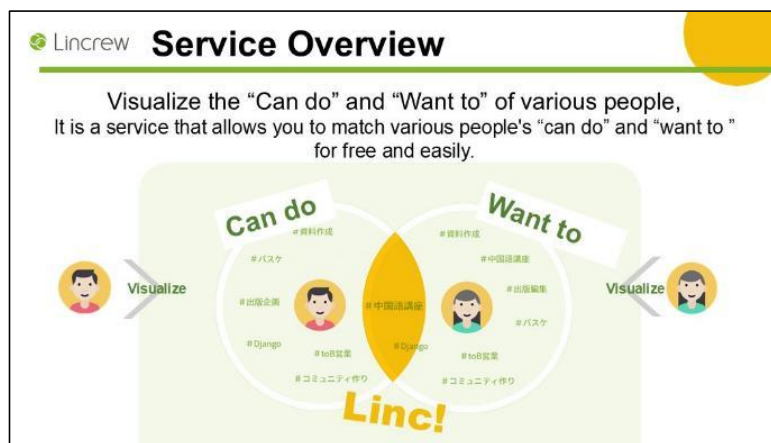 Lincrew
Service Overview
Visualize the “Can do” and “Want to” of various people,
It is a service that allows you to match various people's “can do” and “want to ”
for free and easily.
Can do
Want to
#資料作成
#バスケ
#出版企画
#Django
#toB営業
#コミュニティ作り
#中国語講座
#Django
#資料作成
#中国語講座
#出版編集
#バスケ
#toB営業
#コミュニティ作り
Visualize
Visualize
Linc!